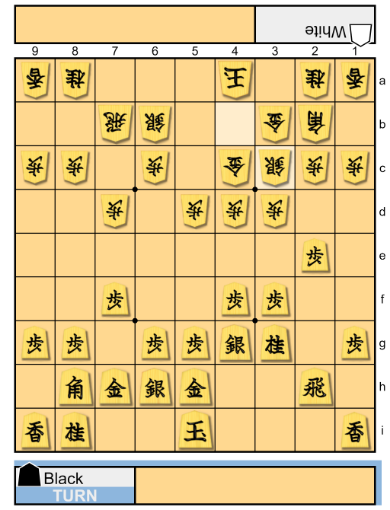 White
9 8 7 6 5 4 3 2 1
香 桂 王 桂 香 a
飛 銀 金 角 b
歩 歩 歩 金 銀 歩 歩 c
歩 歩 歩 歩 d
歩 e
歩 歩 歩 f
歩 歩 歩 歩 銀 桂 歩 g
角 金 銀 金 飛 h
香 桂 王 香 i
Black
TURN